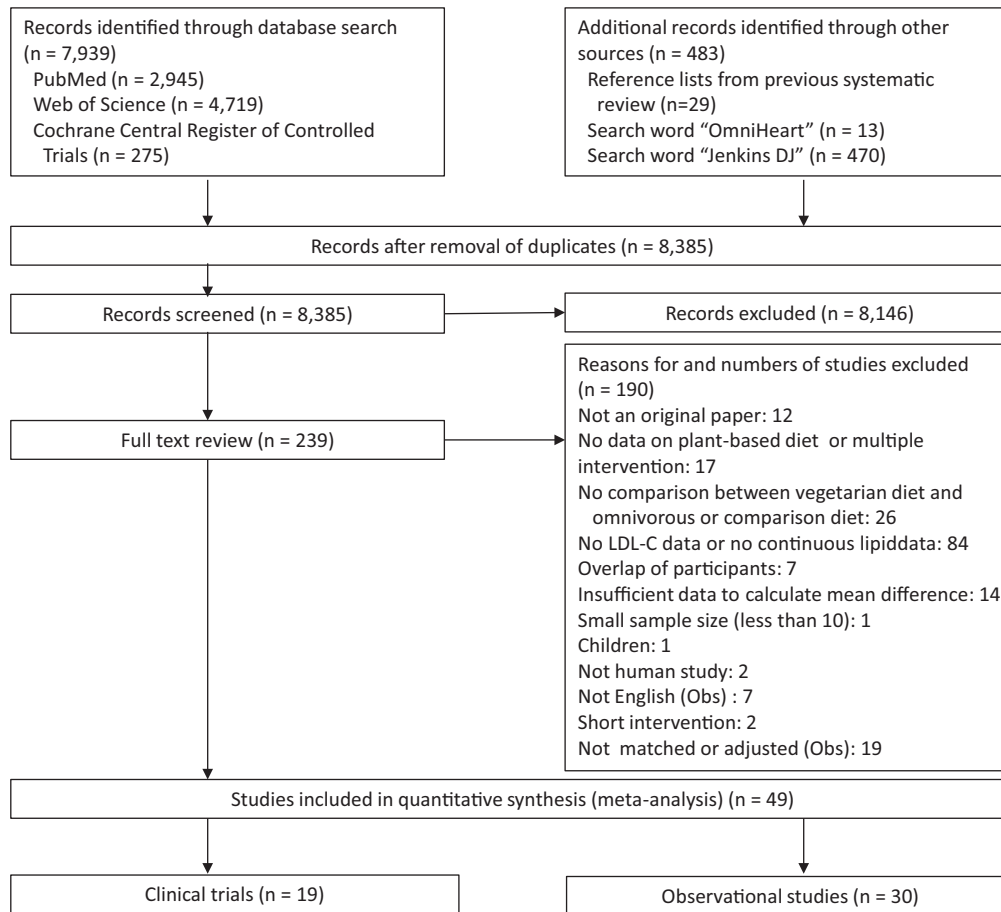 Records identified through database search
(n = 7,939)
PubMed (n = 2,945)
Web of Science (n = 4,719)
Cochrane Central Register of Controlled
Trials (n = 275)
Additional records identified through other
sources (n = 483)
Reference lists from previous systematic
review (n=29)
Search word “OmniHeart” (n = 13)
Search word “Jenkins DJ” (n = 470)
Records after removal of duplicates (n = 8,385)
Records screened (n = 8,385)
Records excluded (n = 8,146)
Full text review (n = 239)
Reasons for and numbers of studies excluded
(n = 190)
Not an original paper: 12
No data on plant-based diet or multiple
intervention: 17
No comparison between vegetarian diet and
omnivorous or comparison diet: 26
No LDL-C data or no continuous lipiddata: 84
Overlap of participants: 7
Insufficient data to calculate mean difference: 14
Small sample size (less than 10): 1
Children: 1
Not human study: 2
Not English (Obs) : 7
Short intervention: 2
Not matched or adjusted (Obs): 19
Studies included in quantitative synthesis (meta-analysis) (n = 49)
Clinical trials (n = 19)
Observational studies (n = 30)